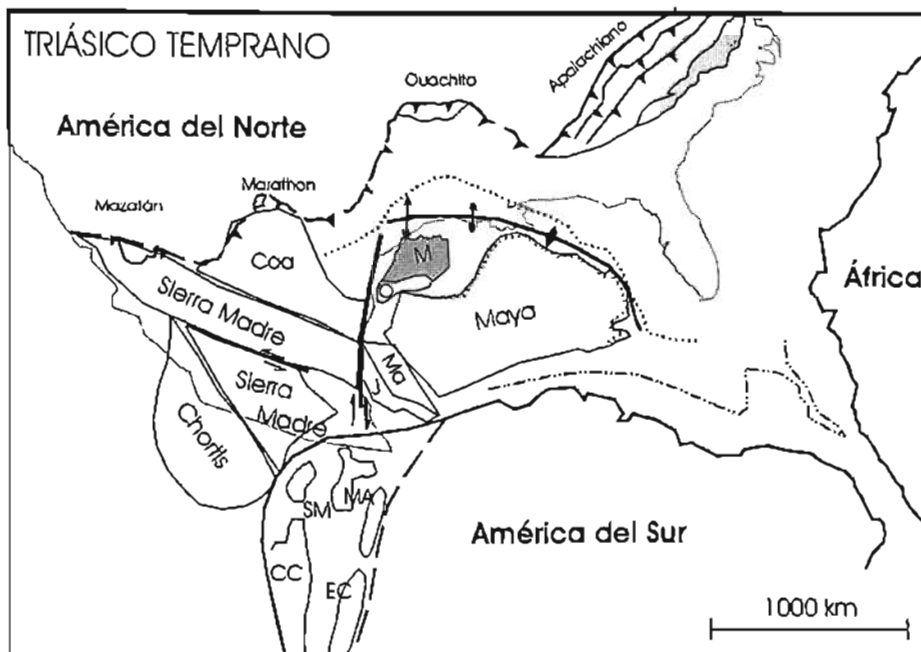 TRIÁSICO TEMPRANO
Apalachiano
Ouachita
América del Norte
Marathon
Mazatán
Coa
M
África
Sierra Madre
Maya
Ma
Sierra
Madre
Chortis
SM
MA
América del Sur
CC
EC
1000 km